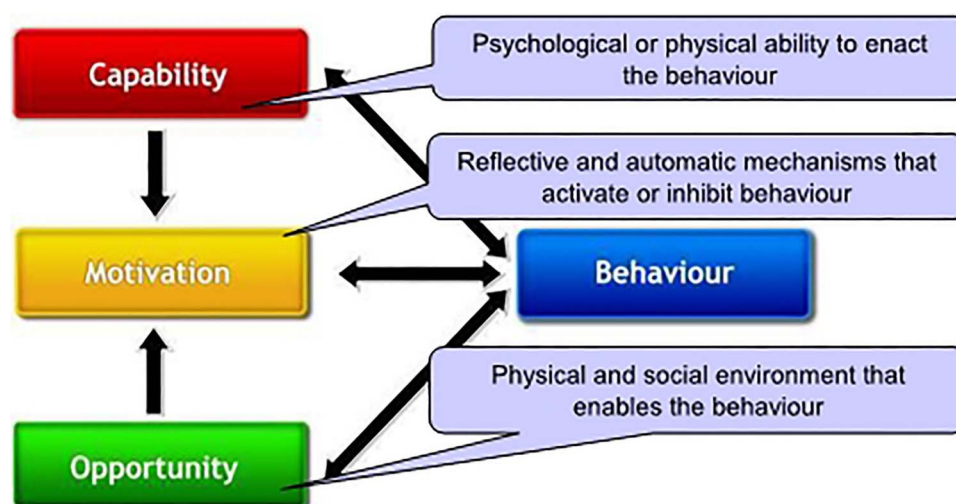 Capability
Psychological or physical ability to enact
the behaviour
Motivation
Reflective and automatic mechanisms that
activate or inhibit behaviour
Behaviour
Opportunity
Physical and social environment that
enables the behaviour